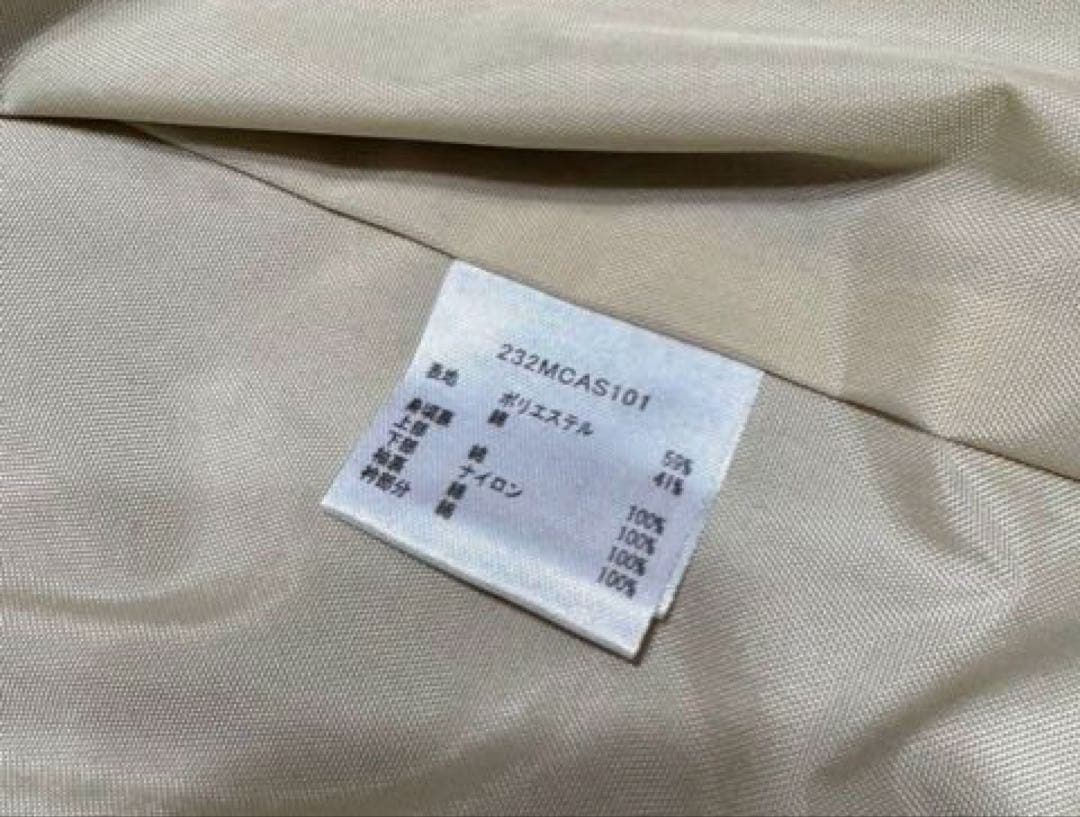 232MCAS101
表地 ポリエステル 59%
綿 41%
身頃裏
上部 綿 100%
下部 ナイロン 100%
袖裏 綿 100%
衿部分 綿 100%